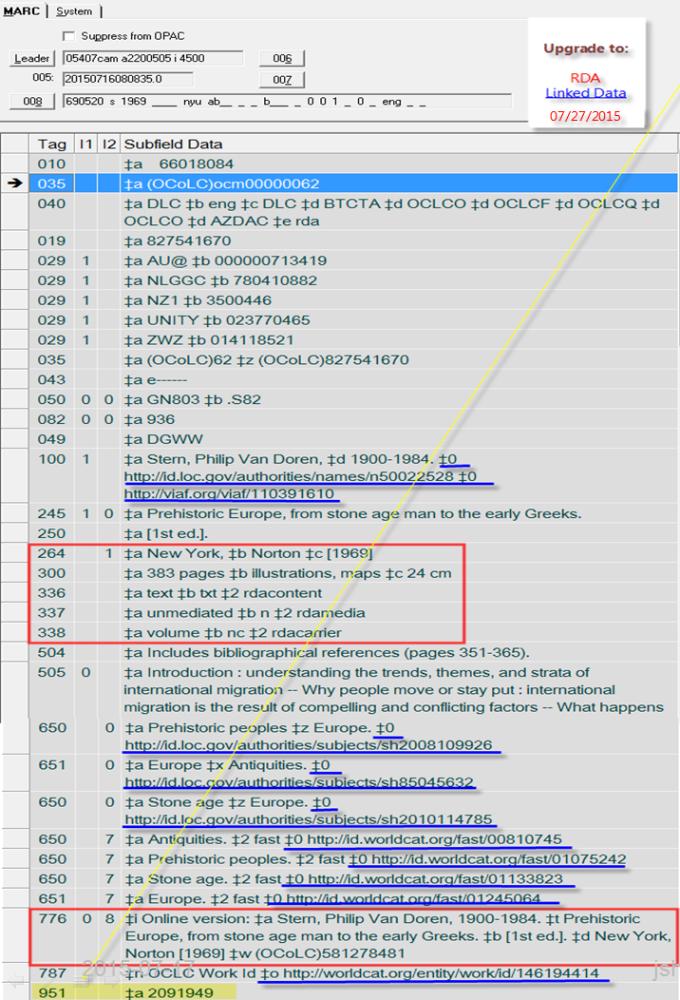 MARC System
Suppress from OPAC
Upgrade to:
RDA
Linked Data
07/27/2015
Leader 05407cam a2200505 i 4500 006
005: 20150716080835.0 007
008 690520 s 1969 ____ nyu ab__ _ _ b___ _ 0 0 1 _ 0 _ eng _ _
Tag I1 I2 Subfield Data
010 ‡a 66018084
035 ‡a (OCoLC)ocm00000062
040 ‡a DLC ‡b eng ‡c DLC ‡d BTCTA ‡d OCLCO ‡d OCLCF ‡d OCLCQ ‡d
OCLCO ‡d AZDAC ‡e rda
019 ‡a 827541670
029 1 ‡a AU@ ‡b 000000713419
029 1 ‡a NLGGC ‡b 780410882
029 1 ‡a NZ1 ‡b 3500446
029 1 ‡a UNITY ‡b 023770465
029 1 ‡a ZWZ ‡b 014118521
035 ‡a (OCoLC)62 ‡z (OCoLC)827541670
043 ‡a e------
050 0 0 ‡a GN803 ‡b .S82
082 0 0 ‡a 936
049 ‡a DGWW
100 1 ‡a Stern, Philip Van Doren, ‡d 1900-1984. ‡0
http://id.loc.gov/authorities/names/n50022528 ‡0
http://viaf.org/viaf/110391610
245 1 0 ‡a Prehistoric Europe, from stone age man to the early Greeks.
250 ‡a [1st ed.].
264 1 ‡a New York, ‡b Norton ‡c [1969]
300 ‡a 383 pages ‡b illustrations, maps ‡c 24 cm
336 ‡a text ‡b txt ‡2 rdacontent
337 ‡a unmediated ‡b n ‡2 rdamedia
338 ‡a volume ‡b nc ‡2 rdacarrier
504 ‡a Includes bibliographical references (pages 351-365).
505 0 ‡a Introduction : understanding the trends, themes, and strata of
international migration -- Why people move or stay put : international
migration is the result of compelling and conflicting factors -- What happens
650 0 ‡a Prehistoric peoples ‡z Europe. ‡0
http://id.loc.gov/authorities/subjects/sh2008109926
651 0 ‡a Europe ‡x Antiquities. ‡0
http://id.loc.gov/authorities/subjects/sh85045632
650 0 ‡a Stone age ‡z Europe. ‡0
http://id.loc.gov/authorities/subjects/sh2010114785
650 7 ‡a Antiquities. ‡2 fast ‡0 http://id.worldcat.org/fast/00810745
650 7 ‡a Prehistoric peoples. ‡2 fast ‡0 http://id.worldcat.org/fast/01075242
650 7 ‡a Stone age. ‡2 fast ‡0 http://id.worldcat.org/fast/01133823
651 7 ‡a Europe. ‡2 fast ‡0 http://id.worldcat.org/fast/01245064
776 0 8 ‡i Online version: ‡a Stern, Philip Van Doren, 1900-1984. ‡t Prehistoric
Europe, from stone age man to the early Greeks. ‡b [1st ed.]. ‡d New York,
Norton [1969] ‡w (OCoLC)581278481
2015-07-17
787 ‡n OCLC Work Id ‡o http://worldcat.org/entity/work/id/146194414
951 ‡a 2091949